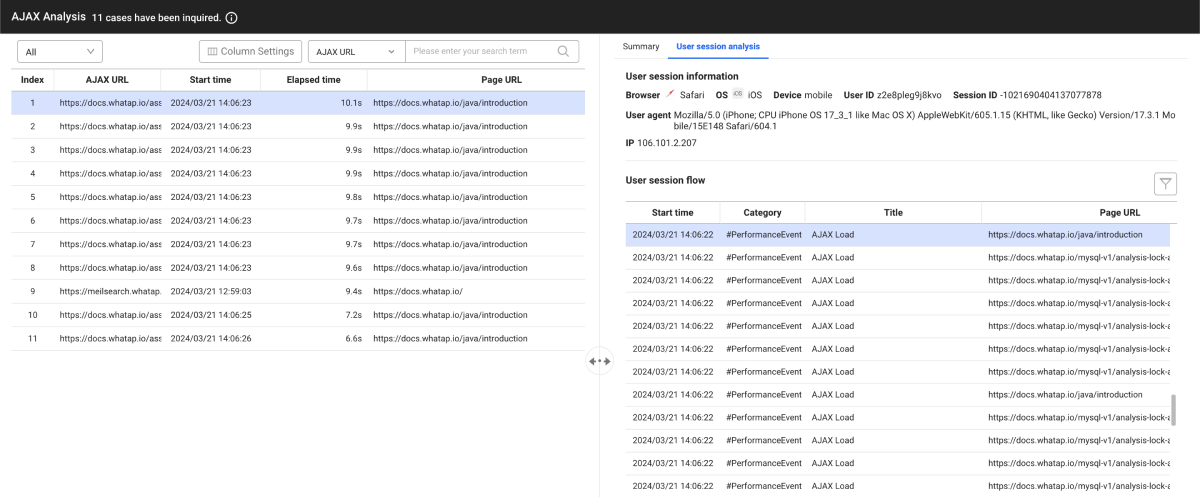 AJAX Analysis 11 cases have been inquired.
All
Column Settings
AJAX URL
Please enter your search term
Index AJAX URL Start time Elapsed time Page URL
1 https://docs.whatap.io/ass 2024/03/21 14:06:23 10.1s https://docs.whatap.io/java/introduction
2 https://docs.whatap.io/ass 2024/03/21 14:06:23 9.9s https://docs.whatap.io/java/introduction
3 https://docs.whatap.io/ass 2024/03/21 14:06:23 9.9s https://docs.whatap.io/java/introduction
4 https://docs.whatap.io/ass 2024/03/21 14:06:23 9.9s https://docs.whatap.io/java/introduction
5 https://docs.whatap.io/ass 2024/03/21 14:06:23 9.8s https://docs.whatap.io/java/introduction
6 https://docs.whatap.io/ass 2024/03/21 14:06:23 9.7s https://docs.whatap.io/java/introduction
7 https://docs.whatap.io/ass 2024/03/21 14:06:23 9.7s https://docs.whatap.io/java/introduction
8 https://docs.whatap.io/ass 2024/03/21 14:06:23 9.6s https://docs.whatap.io/java/introduction
9 https://meilsearch.whatap. 2024/03/21 12:59:03 9.4s https://docs.whatap.io/
10 https://docs.whatap.io/ass 2024/03/21 14:06:25 7.2s https://docs.whatap.io/java/introduction
11 https://docs.whatap.io/ass 2024/03/21 14:06:26 6.6s https://docs.whatap.io/java/introduction
Summary User session analysis
User session information
Browser Safari OS iOS iOS Device mobile User ID z2e8pleg9j8kvo Session ID -1021690404137077878
User agent Mozilla/5.0 (iPhone; CPU iPhone OS 17_3_1 like Mac OS X) AppleWebKit/605.1.15 (KHTML, like Gecko) Version/17.3.1 Mo
bile/15E148 Safari/604.1
IP 106.101.2.207
User session flow
Start time Category Title Page URL
2024/03/21 14:06:22 #PerformanceEvent AJAX Load https://docs.whatap.io/java/introduction
2024/03/21 14:06:22 #PerformanceEvent AJAX Load https://docs.whatap.io/mysql-v1/analysis-lock-a
2024/03/21 14:06:22 #PerformanceEvent AJAX Load https://docs.whatap.io/mysql-v1/analysis-lock-a
2024/03/21 14:06:22 #PerformanceEvent AJAX Load https://docs.whatap.io/mysql-v1/analysis-lock-a
2024/03/21 14:06:22 #PerformanceEvent AJAX Load https://docs.whatap.io/mysql-v1/analysis-lock-a
2024/03/21 14:06:22 #PerformanceEvent AJAX Load https://docs.whatap.io/mysql-v1/analysis-lock-a
2024/03/21 14:06:22 #PerformanceEvent AJAX Load https://docs.whatap.io/mysql-v1/analysis-lock-a
2024/03/21 14:06:22 #PerformanceEvent AJAX Load https://docs.whatap.io/java/introduction
2024/03/21 14:06:22 #PerformanceEvent AJAX Load https://docs.whatap.io/mysql-v1/analysis-lock-a
2024/03/21 14:06:22 #PerformanceEvent AJAX Load https://docs.whatap.io/mysql-v1/analysis-lock-a
2024/03/21 14:06:22 #PerformanceEvent AJAX Load https://docs.whatap.io/mysql-v1/analysis-lock-a
2024/03/21 14:06:22 #PerformanceEvent AJAX Load https://docs.whatap.io/mysql-v1/analysis-lock-a